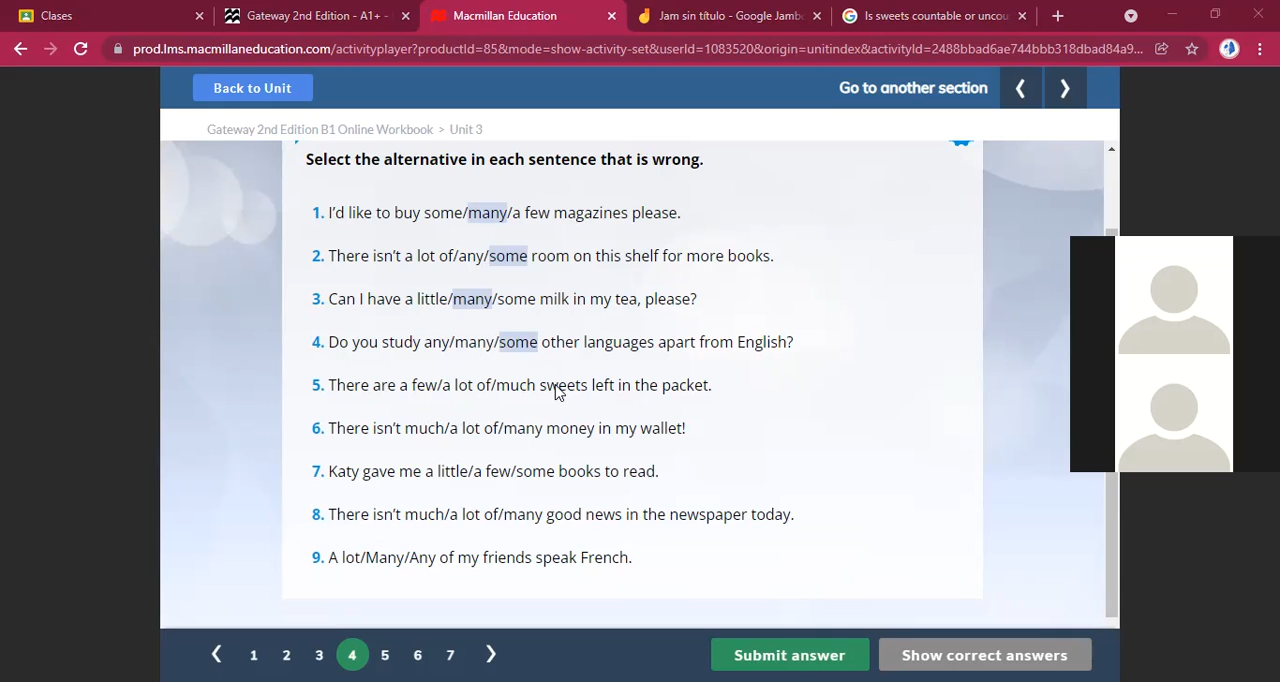 Clases
Gateway 2nd Edition - A1+ -
Macmillan Education
Jam sin título - Google Jambo
Is sweets countable or uncou
prod.lms.macmillaneducation.com/activityplayer?productId=85&mode=show-activity-set&userId=1083520&origin=unitindex&activityId=2488bbad6ae744bbb318dbad84a9...
Back to Unit
Go to another section
Gateway 2nd Edition B1 Online Workbook > Unit 3
Select the alternative in each sentence that is wrong.
1. I'd like to buy some/many/a few magazines please.
2. There isn't a lot of/any/some room on this shelf for more books.
3. Can I have a little/many/some milk in my tea, please?
4. Do you study any/many/some other languages apart from English?
5. There are a few/a lot of/much sweets left in the packet.
6. There isn't much/a lot of/many money in my wallet!
7. Katy gave me a little/a few/some books to read.
8. There isn't much/a lot of/many good news in the newspaper today.
9. A lot/Many/Any of my friends speak French.
1 2 3 4 5 6 7
Submit answer
Show correct answers